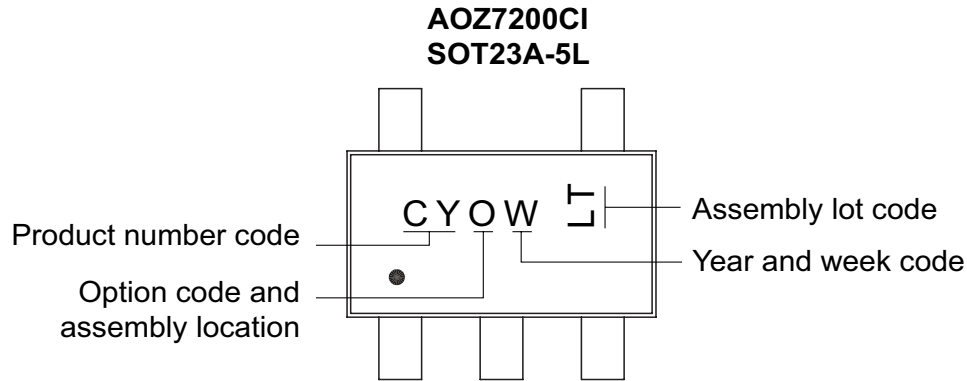 AOZ7200CI
SOT23A-5L
CYOW
LT
Assembly lot code
Product number code
Year and week code
Option code and
assembly location